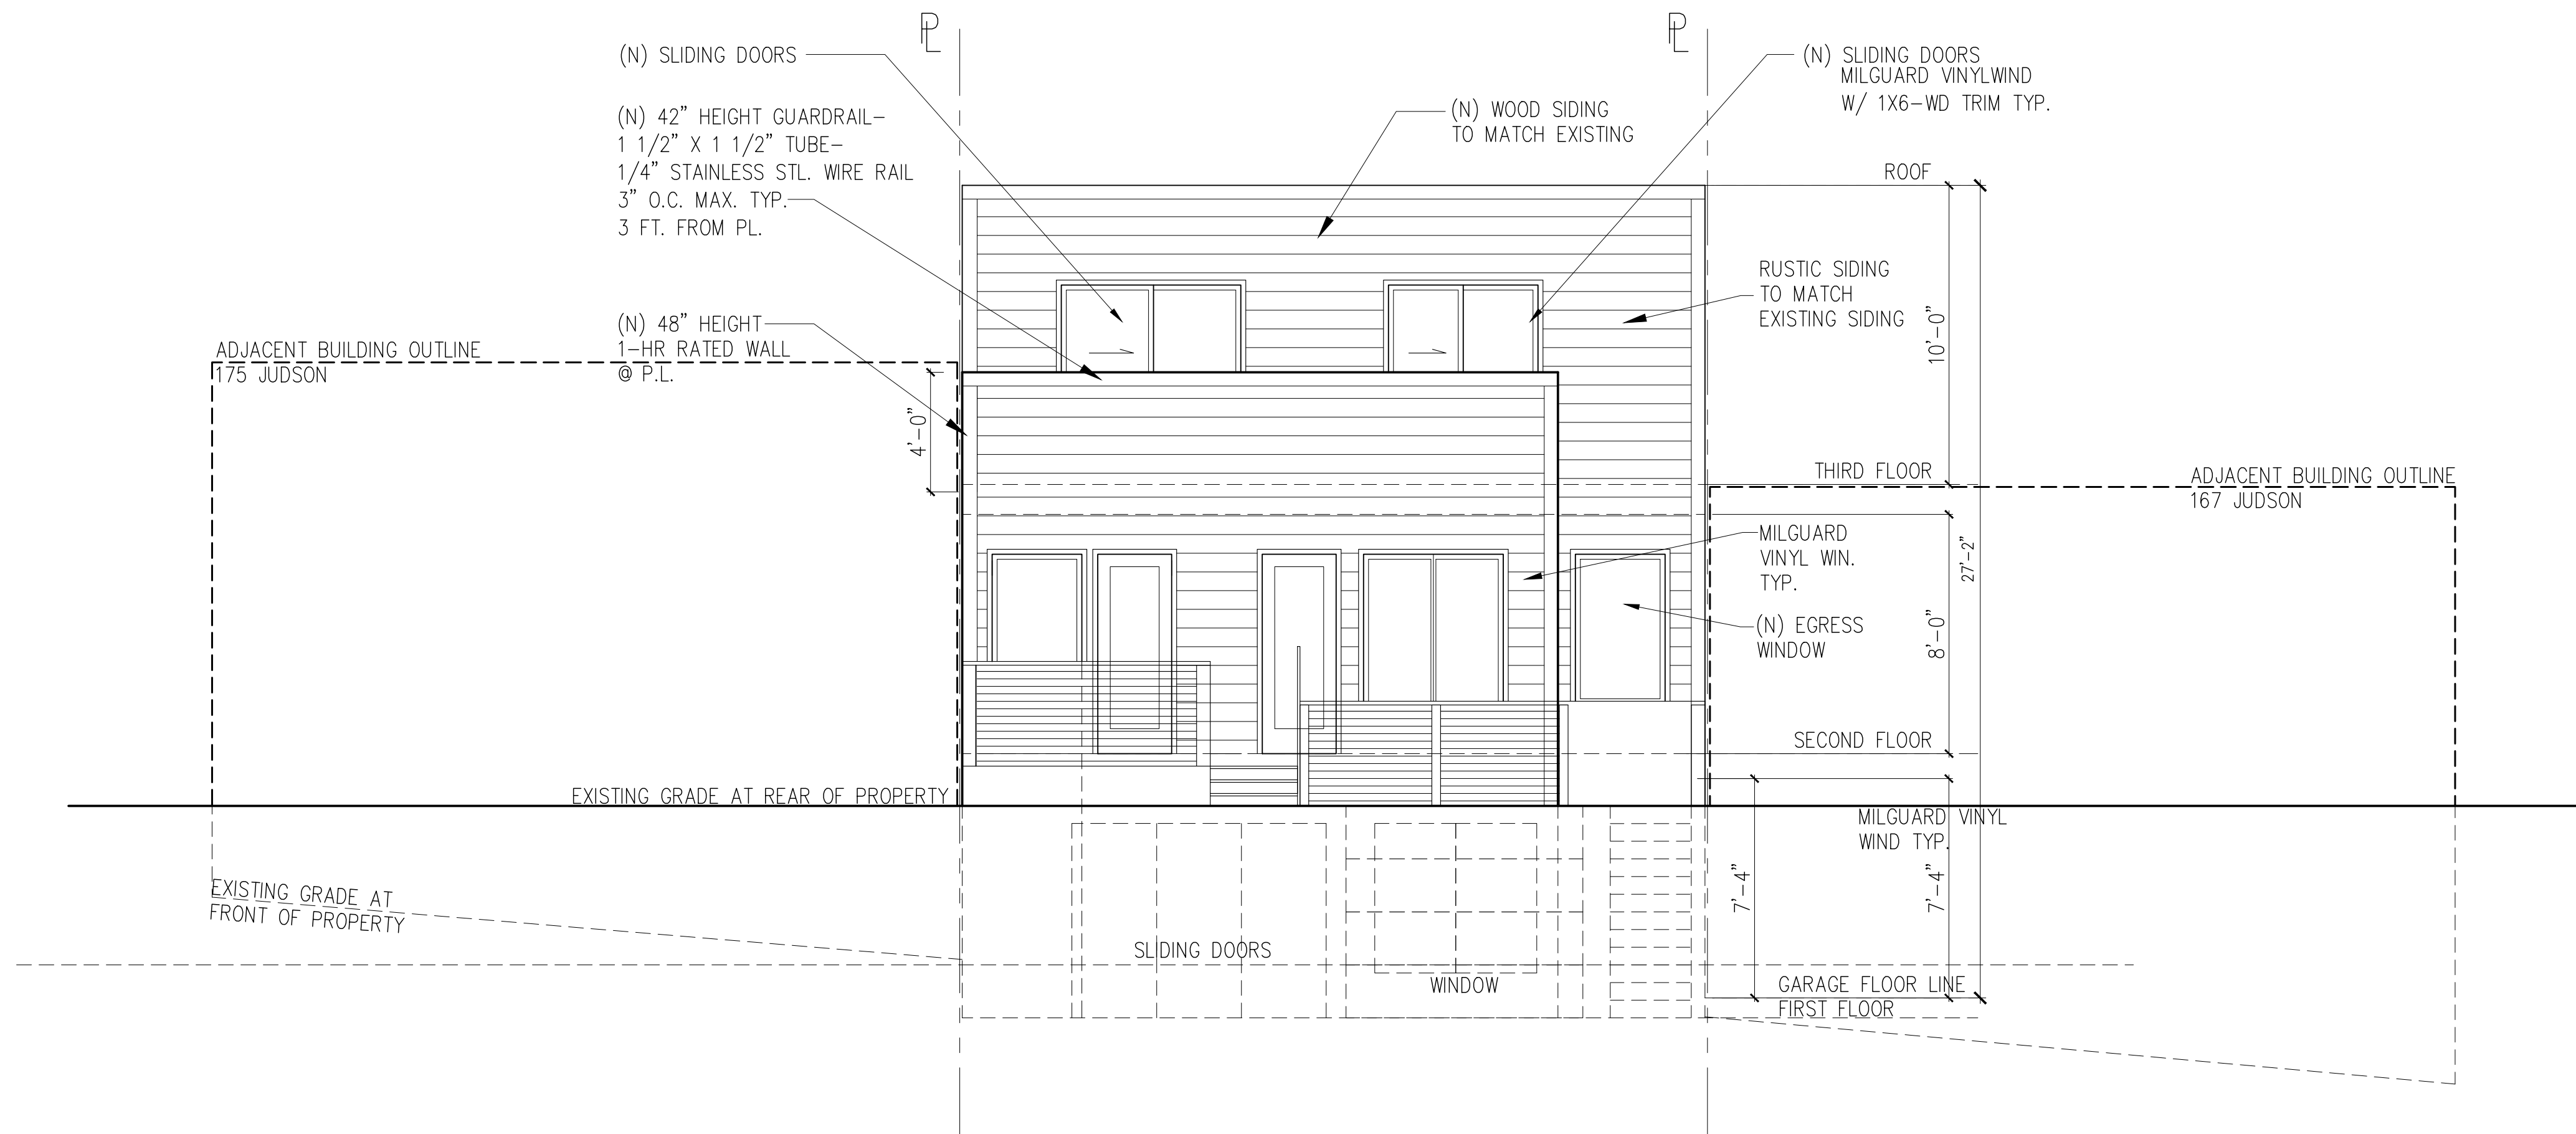 PL
PL
(N) SLIDING DOORS
(N) 42" HEIGHT GUARDRAIL-
1 1/2" X 1 1/2" TUBE-
1/4" STAINLESS STL. WIRE RAIL
3" O.C. MAX. TYP.
3 FT. FROM PL.
(N) 48" HEIGHT
1-HR RATED WALL
@ P.L.
ADJACENT BUILDING OUTLINE
175 JUDSON
4'-0"
(N) WOOD SIDING
TO MATCH EXISTING
(N) SLIDING DOORS
MILGUARD VINYLWIND
W/ 1X6-WD TRIM TYP.
ROOF
RUSTIC SIDING
TO MATCH
EXISTING SIDING
10'-0"
THIRD FLOOR
ADJACENT BUILDING OUTLINE
167 JUDSON
MILGUARD
VINYL WIN.
TYP.
27'-2"
(N) EGRESS
WINDOW
8'-0"
SECOND FLOOR
EXISTING GRADE AT REAR OF PROPERTY
MILGUARD VINYL
WIND TYP.
7'-4"
7'-4"
EXISTING GRADE AT
FRONT OF PROPERTY
SLIDING DOORS
WINDOW
GARAGE FLOOR LINE
FIRST FLOOR